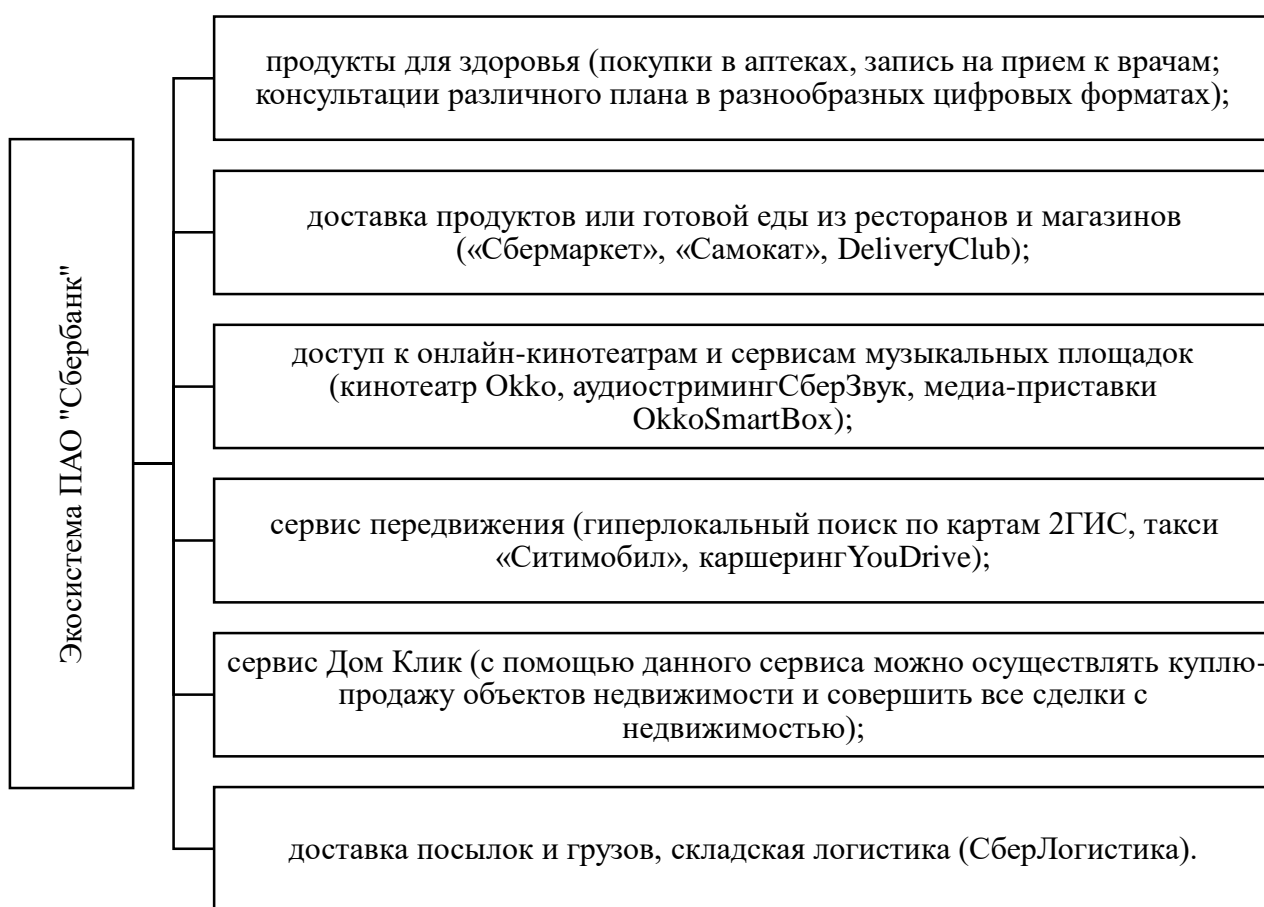 Экосистема ПАО "Сбербанк"
продукты для здоровья (покупки в аптеках, запись на прием к врачам;
консультации различного плана в разнообразных цифровых форматах);
доставка продуктов или готовой еды из ресторанов и магазинов
(«Сбермаркет», «Самокат», DeliveryClub);
доступ к онлайн-кинотеатрам и сервисам музыкальных площадок
(кинотеатр Okko, аудиостримингСберЗвук, медиа-приставки
OkkoSmartBox);
сервис передвижения (гиперлокальный поиск по картам 2ГИС, такси
«Ситимобил», каршерингYouDrive);
сервис Дом Клик (с помощью данного сервиса можно осуществлять куплю-
продажу объектов недвижимости и совершить все сделки с
недвижимостью);
доставка посылок и грузов, складская логистика (СберЛогистика).